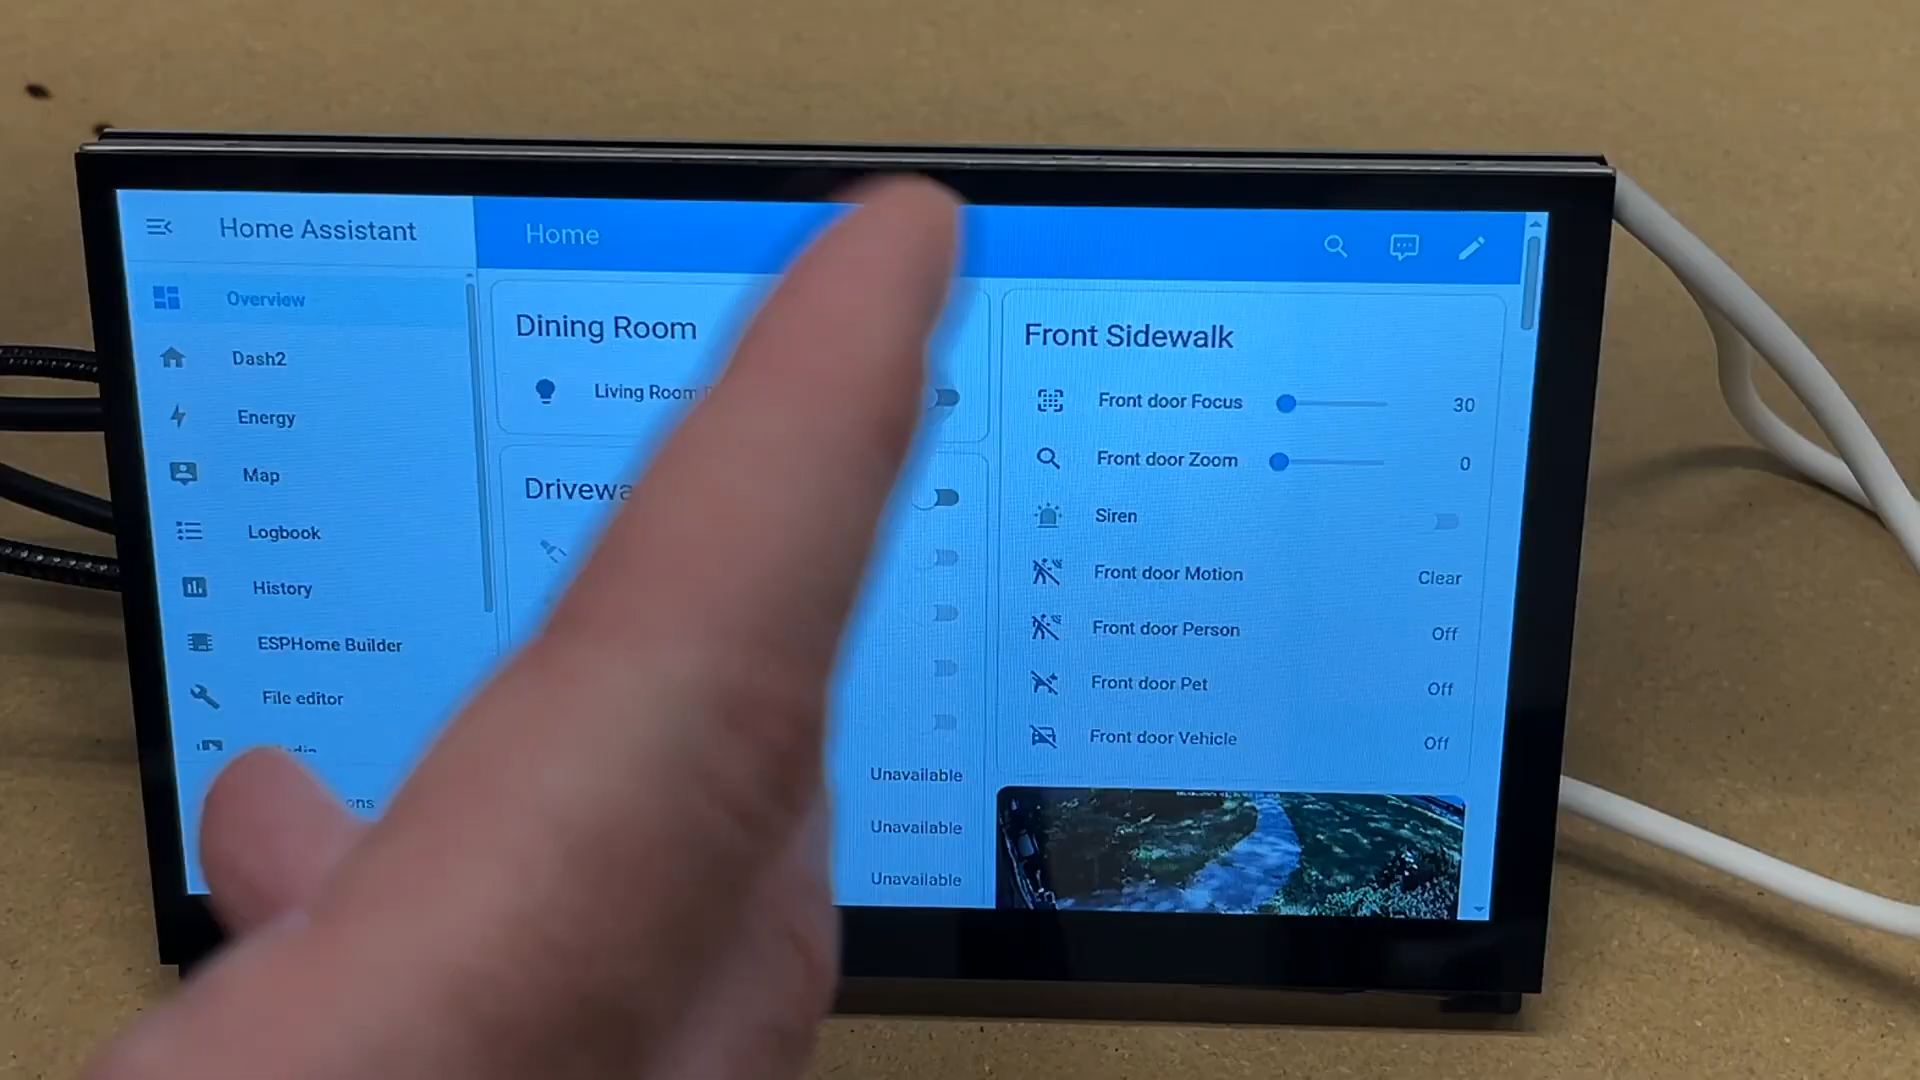 Home Assistant
Overview
Dash2
Energy
Map
Logbook
History
ESPHome Builder
File editor
Home
Dining Room
Living Room
Unavailable
Unavailable
Unavailable
Front Sidewalk
Front door Focus 30
Front door Zoom 0
Siren
Front door Motion Clear
Front door Person Off
Front door Pet Off
Front door Vehicle Off